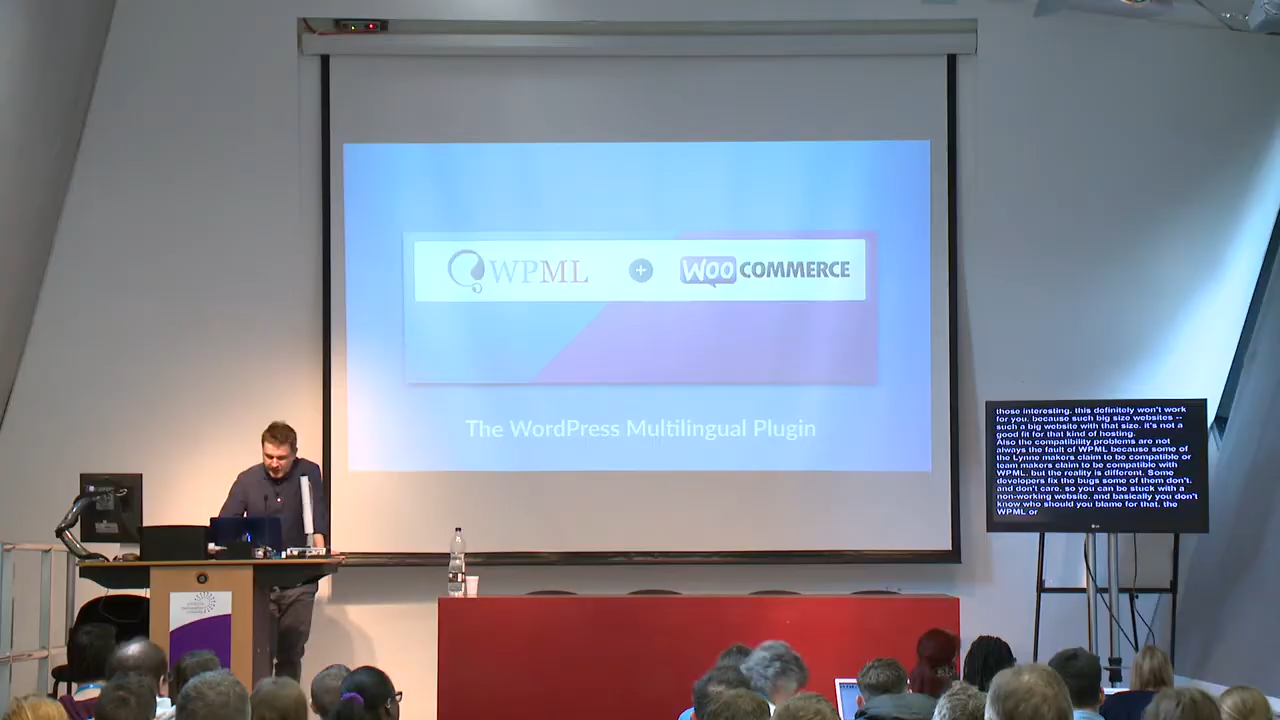 WPML + WOO COMMERCE
The WordPress Multilingual Plugin
those interesting. this definitely won't work
for you. because such big size websites --
such a big website with that size. it's not a
good fit for that kind of hosting.
Also the compatibility problems are not
always the fault of WPML because some of
the Lynne makers claim to be compatible or
team makers claim to be compatible with
WPML, but the reality is different. Some
developers fix the bugs some of them don't.
and don't care. so you can be stuck with a
non-working website. and basically you don't
know who should you blame for that. the
WPML or
LG